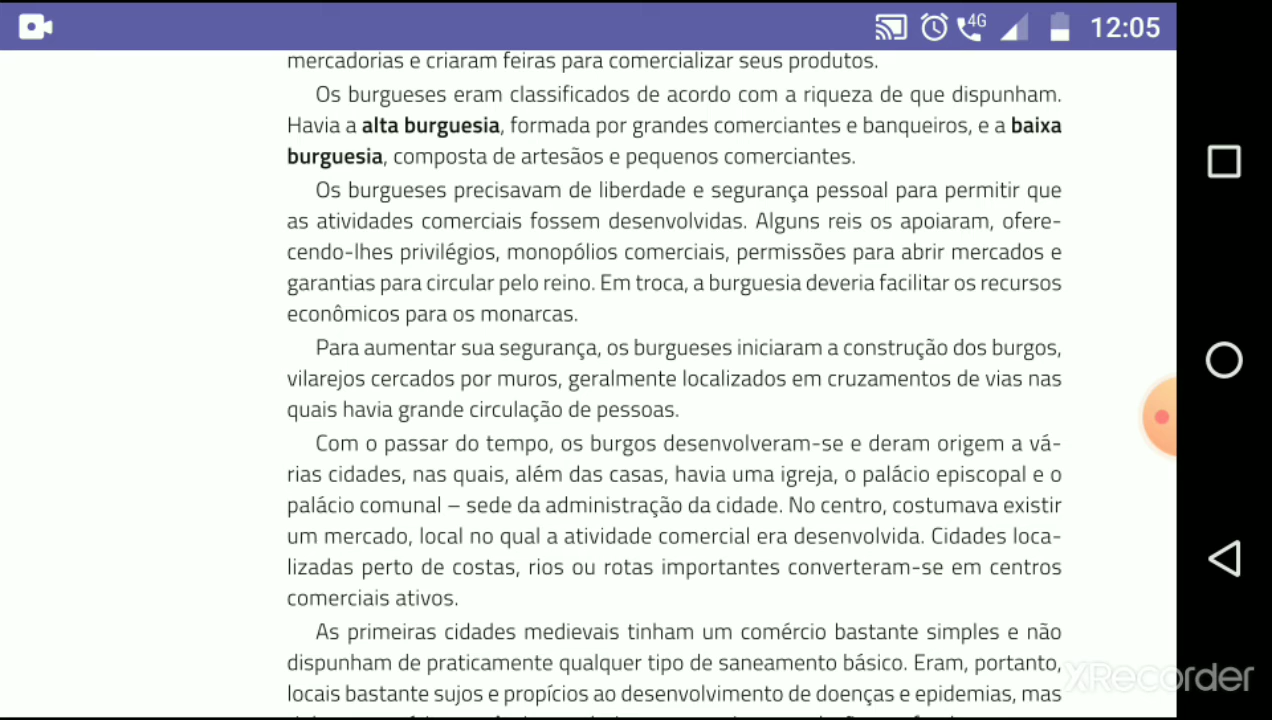 4G
12:05
mercadorias e criaram feiras para comercializar seus produtos.
Os burgueses eram classificados de acordo com a riqueza de que dispunham.
Havia a alta burguesia, formada por grandes comerciantes e banqueiros, e a baixa
burguesia, composta de artesãos e pequenos comerciantes.
Os burgueses precisavam de liberdade e segurança pessoal para permitir que
as atividades comerciais fossem desenvolvidas. Alguns reis os apoiaram, ofere-
cendo-lhes privilégios, monopólios comerciais, permissões para abrir mercados e
garantias para circular pelo reino. Em troca, a burguesia deveria facilitar os recursos
econômicos para os monarcas.
Para aumentar sua segurança, os burgueses iniciaram a construção dos burgos,
vilarejos cercados por muros, geralmente localizados em cruzamentos de vias nas
quais havia grande circulação de pessoas.
Com o passar do tempo, os burgos desenvolveram-se e deram origem a vá-
rias cidades, nas quais, além das casas, havia uma igreja, o palácio episcopal e o
palácio comunal – sede da administração da cidade. No centro, costumava existir
um mercado, local no qual a atividade comercial era desenvolvida. Cidades loca-
lizadas perto de costas, rios ou rotas importantes converteram-se em centros
comerciais ativos.
As primeiras cidades medievais tinham um comércio bastante simples e não
dispunham de praticamente qualquer tipo de saneamento básico. Eram, portanto,
locais bastante sujos e propícios ao desenvolvimento de doenças e epidemias, mas
XRecorder